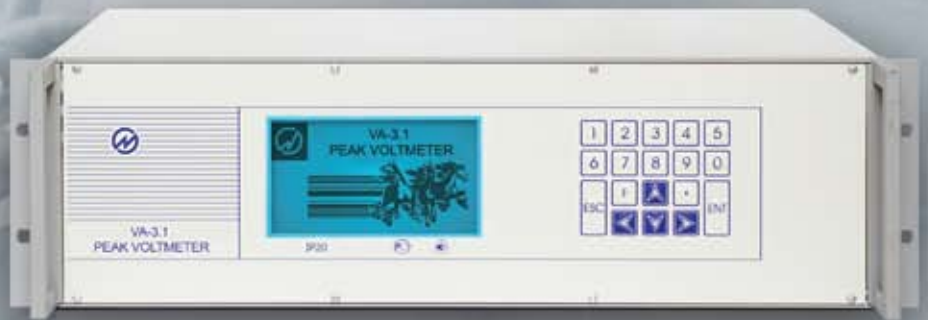 VA-3.1
PEAK VOLTMETER
VA-3.1
PEAK VOLTMETER
IP20
1 2 3 4 5
6 7 8 9 0
ESC F ENT